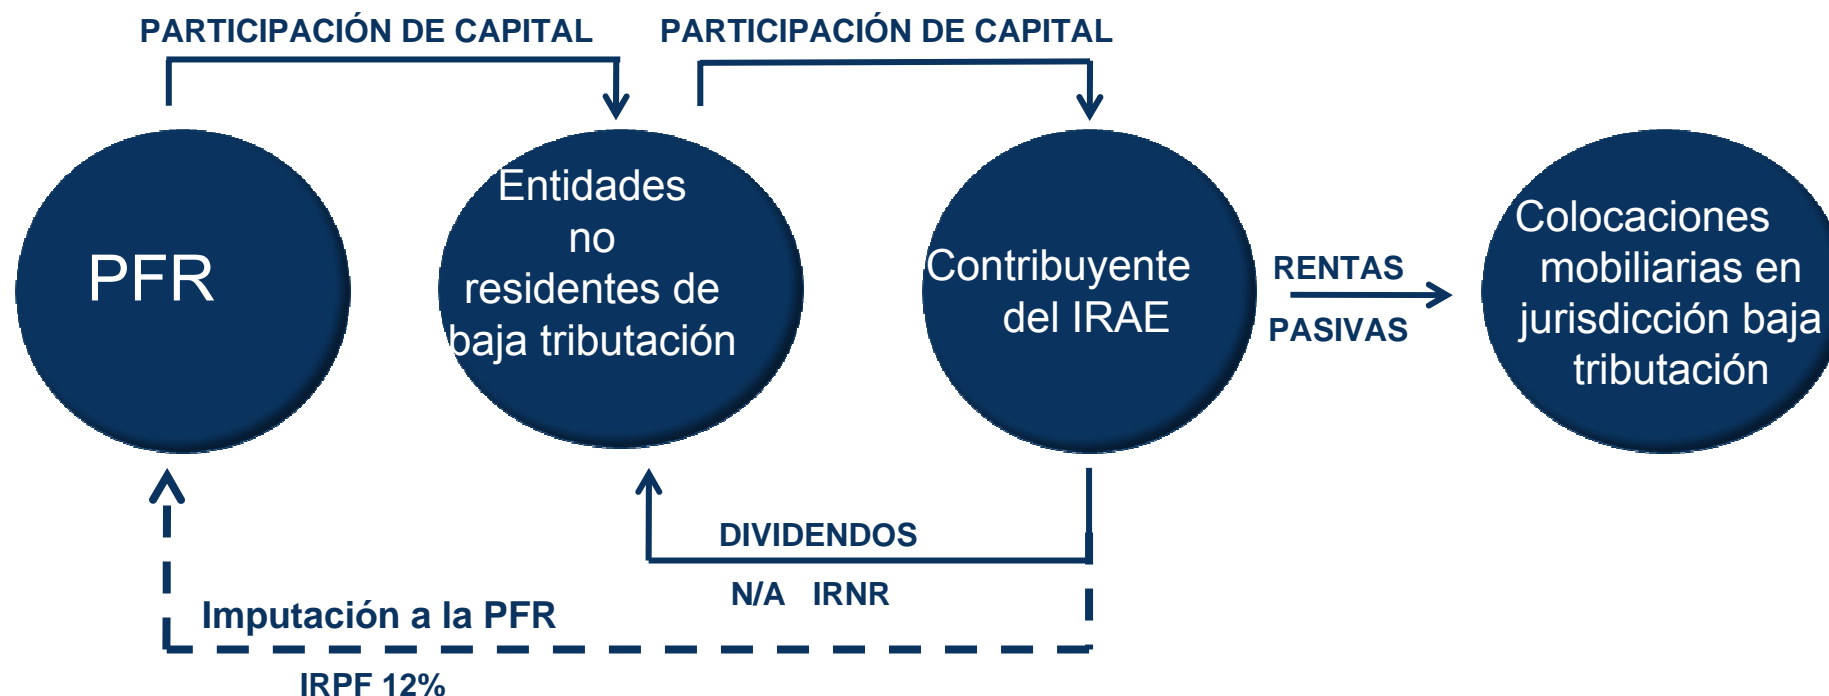 PARTICIPACIÓN DE CAPITAL
PARTICIPACIÓN DE CAPITAL
PFR
Entidades
no
residentes de
baja tributación
Contribuyente
del IRAE
RENTAS
PASIVAS
Colocaciones
mobiliarias en
jurisdicción baja
tributación
DIVIDENDOS
N/A IRNR
Imputación a la PFR
IRPF 12%